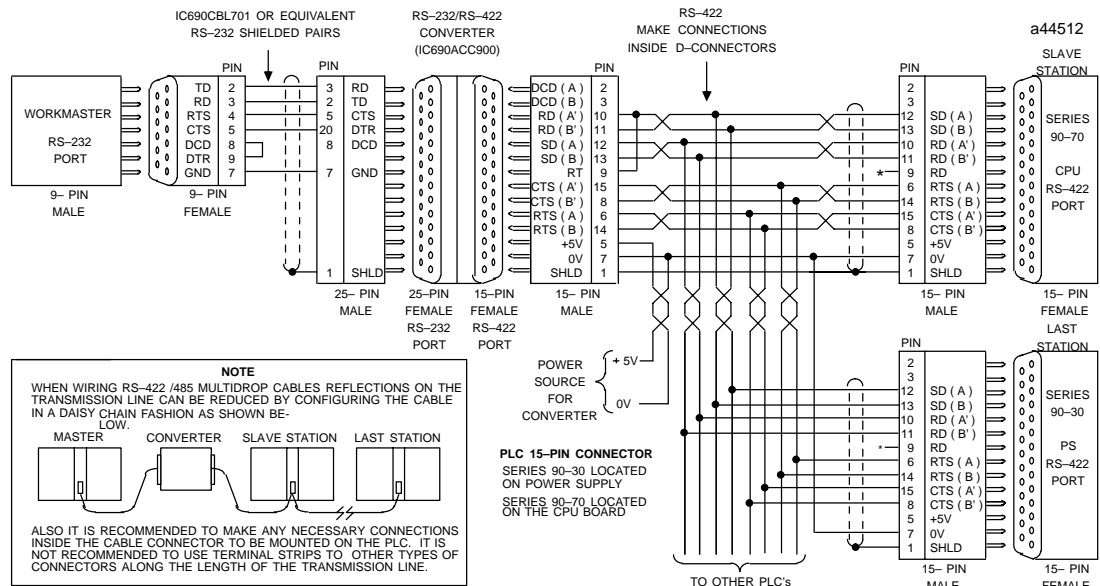 IC690CBL701 OR EQUIVALENT
RS–232 SHIELDED PAIRS
RS–232/RS–422
CONVERTER
(IC690ACC900)
RS–422
MAKE CONNECTIONS
INSIDE D–CONNECTORS
a44512
SLAVE
STATION
WORKMASTER
RS–232
PORT
9– PIN
MALE
PIN
TD 2
RD 3
RTS 4
CTS 5
DCD 8
DTR 9
GND 7
9– PIN
FEMALE
PIN
3 RD
2 TD
5 CTS
20 DTR
8 DCD
7 GND
1 SHLD
25– PIN
MALE
25–PIN
FEMALE
RS–232
PORT
15–PIN
FEMALE
RS–422
PORT
PIN
DCD ( A ) 2
DCD ( B ) 3
RD ( A' ) 10
RD ( B' ) 11
SD ( A ) 12
SD ( B ) 13
RT 9
CTS ( A' ) 15
CTS ( B' ) 8
RTS ( A ) 6
RTS ( B ) 14
+5V 5
0V 7
SHLD 1
15– PIN
MALE
PIN
2
3
12 SD ( A )
13 SD ( B )
10 RD ( A' )
11 RD ( B' )
* 9 RD
6 RTS ( A )
14 RTS ( B )
15 CTS ( A' )
8 CTS ( B' )
5 +5V
7 0V
1 SHLD
15– PIN
MALE
SERIES
90–70
CPU
RS–422
PORT
15– PIN
FEMALE
LAST
STATION
POWER
SOURCE
FOR
CONVERTER
+ 5V
0V
PLC 15–PIN CONNECTOR
SERIES 90–30 LOCATED
ON POWER SUPPLY
SERIES 90–70 LOCATED
ON THE CPU BOARD
TO OTHER PLC's
PIN
2
3
12 SD ( A )
13 SD ( B )
10 RD ( A' )
11 RD ( B' )
* 9 RD
6 RTS ( A )
14 RTS ( B )
15 CTS ( A' )
8 CTS ( B' )
5 +5V
7 0V
1 SHLD
15– PIN
MALE
SERIES
90–30
PS
RS–422
PORT
15– PIN
FEMALE
NOTE
WHEN WIRING RS–422 /485 MULTIDROP CABLES REFLECTIONS ON THE
TRANSMISSION LINE CAN BE REDUCED BY CONFIGURING THE CABLE
IN A DAISY CHAIN FASHION AS SHOWN BE-
LOW.
MASTER CONVERTER SLAVE STATION LAST STATION
ALSO IT IS RECOMMENDED TO MAKE ANY NECESSARY CONNECTIONS
INSIDE THE CABLE CONNECTOR TO BE MOUNTED ON THE PLC. IT IS
NOT RECOMMENDED TO USE TERMINAL STRIPS TO OTHER TYPES OF
CONNECTORS ALONG THE LENGTH OF THE TRANSMISSION LINE.